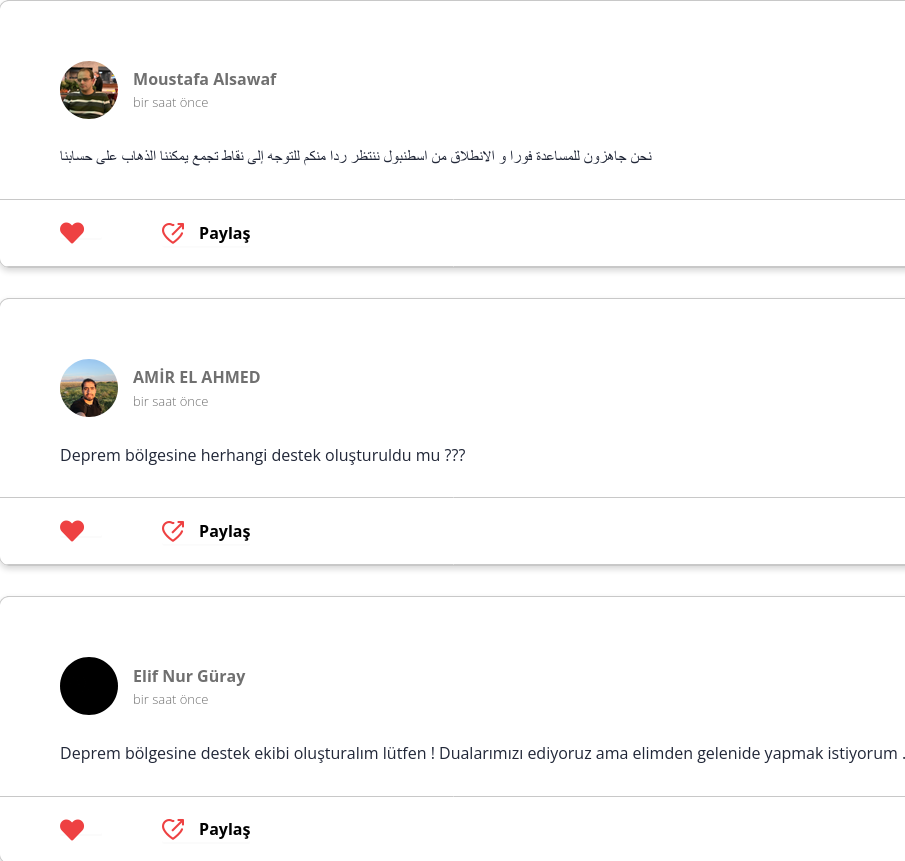 Moustafa Alsawaf
bir saat önce
نحن جاهزون للمساعدة فورا و الانطلاق من اسطنبول ننتظر ردا منكم للتوجه إلى نقاط تجمع يمكننا الذهاب على حسابنا
Paylaş
AMİR EL AHMED
bir saat önce
Deprem bölgesine herhangi destek oluşturuldu mu ???
Paylaş
Elif Nur Güray
bir saat önce
Deprem bölgesine destek ekibi oluşturalım lütfen ! Dualarımızı ediyoruz ama elimden gelenide yapmak istiyorum .
Paylaş